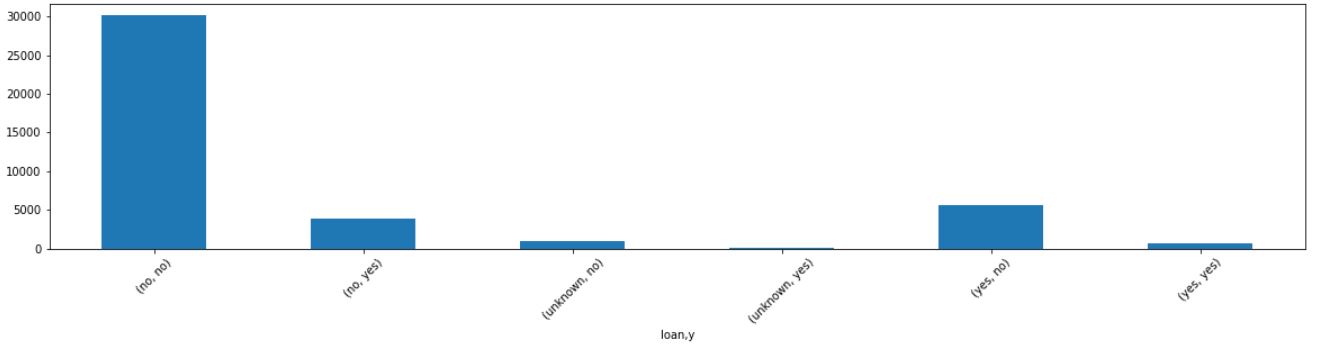 30000
25000
20000
15000
10000
5000
0
(no, no)
(no, yes)
(unknown, no)
(unknown, yes)
(yes, no)
(yes, yes)
loan,y